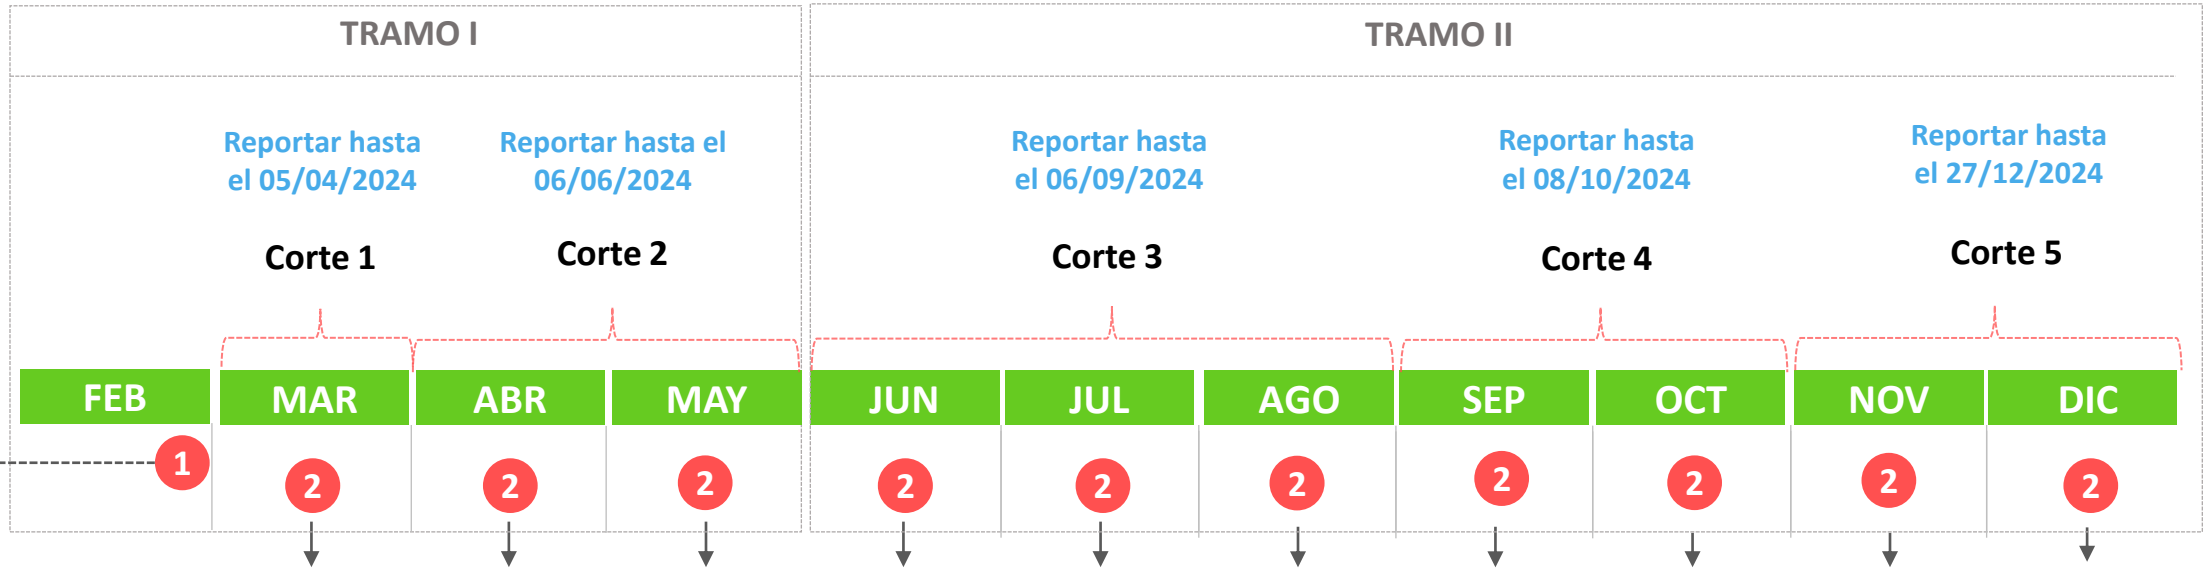 TRAMO I
TRAMO II
Reportar hasta
el 05/04/2024
Reportar hasta el
06/06/2024
Reportar hasta
el 06/09/2024
Reportar hasta
el 08/10/2024
Reportar hasta
el 27/12/2024
Corte 1
Corte 2
Corte 3
Corte 4
Corte 5
FEB
MAR
ABR
MAY
JUN
JUL
AGO
SEP
OCT
NOV
DIC
1
2
2
2
2
2
2
2
2
2
2